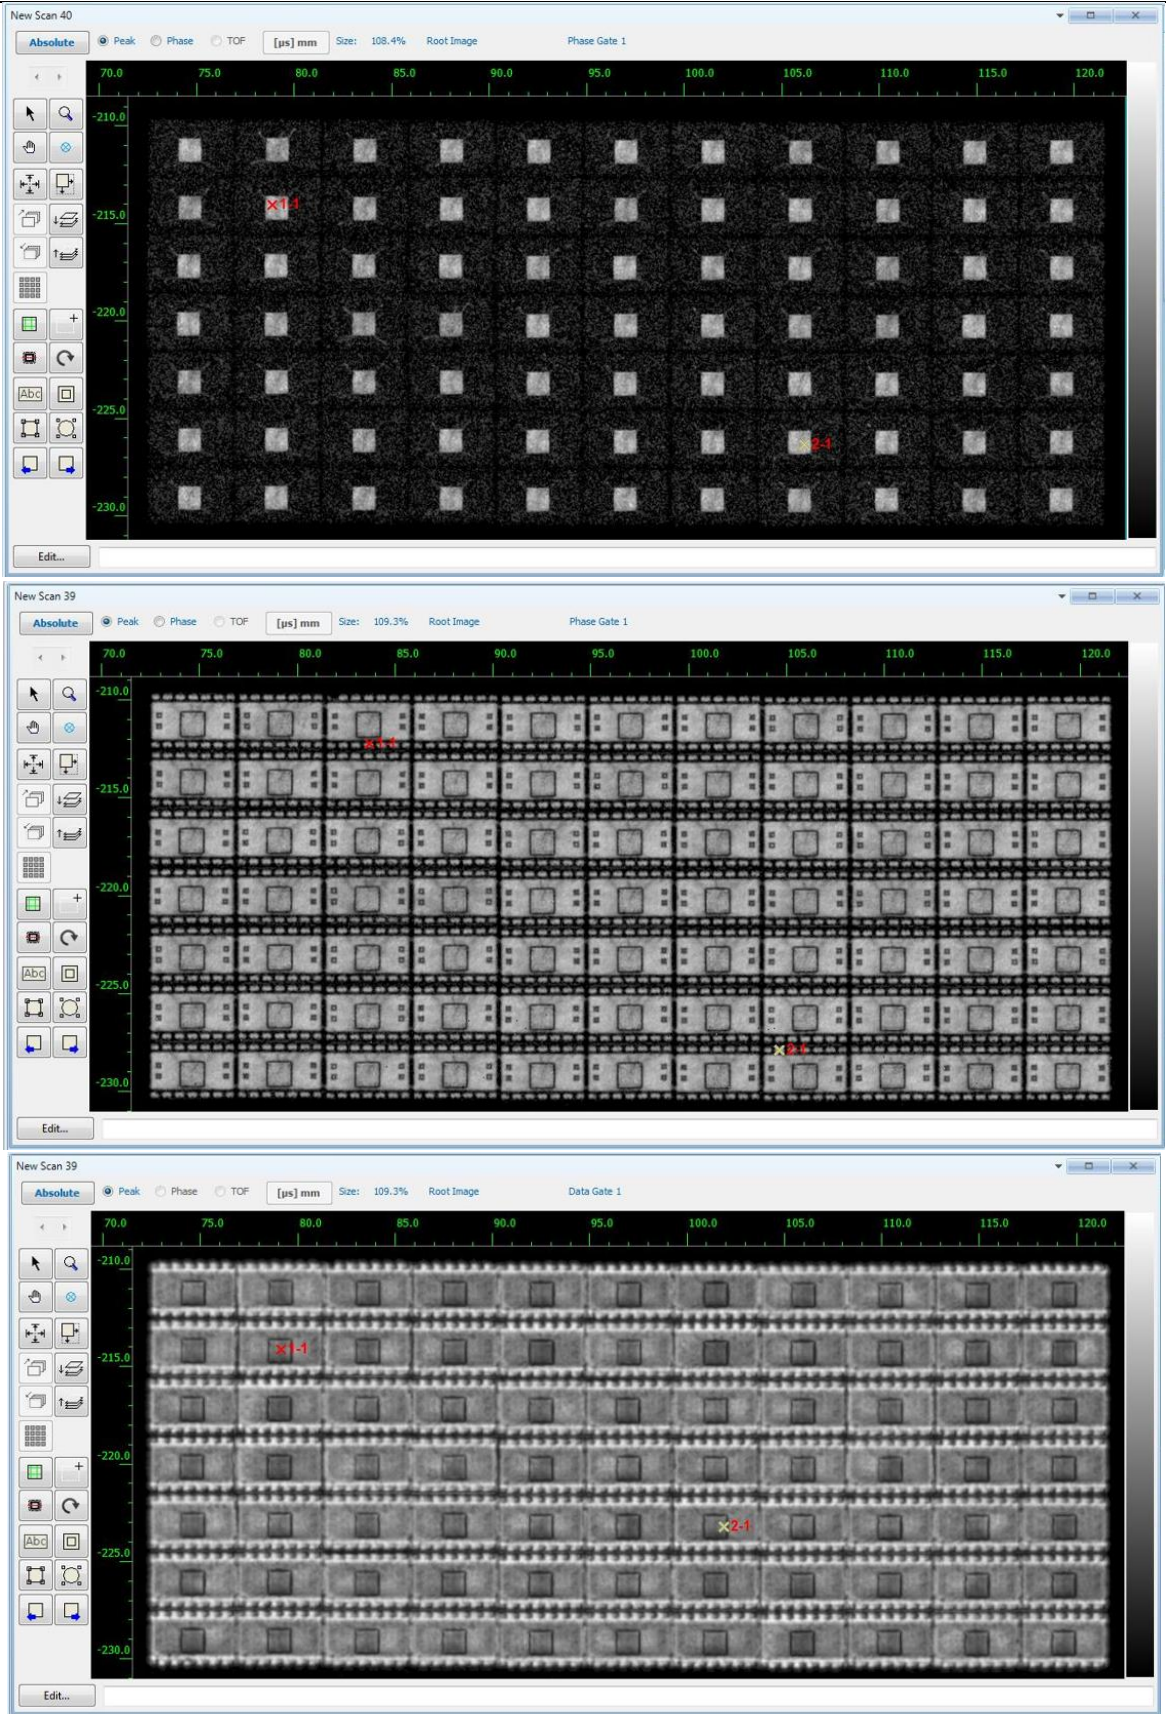 New Scan 40
Absolute Peak Phase TOF [µs] mm Size: 108.4% Root Image Phase Gate 1
70.0 75.0 80.0 85.0 90.0 95.0 100.0 105.0 110.0 115.0 120.0
-210.0
1-1
-215.0
-220.0
Abc
-225.0
2-1
-230.0
Edit...
New Scan 39
Absolute Peak Phase TOF [µs] mm Size: 109.3% Root Image Phase Gate 1
70.0 75.0 80.0 85.0 90.0 95.0 100.0 105.0 110.0 115.0 120.0
-210.0
1-1
-215.0
-220.0
Abc
-225.0
2-1
-230.0
Edit...
New Scan 39
Absolute Peak Phase TOF [µs] mm Size: 109.3% Root Image Data Gate 1
70.0 75.0 80.0 85.0 90.0 95.0 100.0 105.0 110.0 115.0 120.0
-210.0
1-1
-215.0
-220.0
2-1
Abc
-225.0
-230.0
Edit...